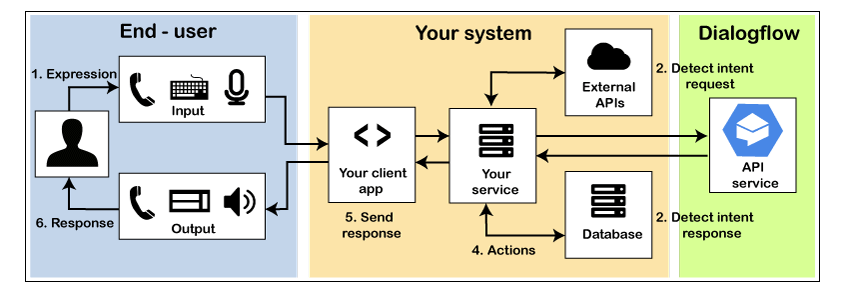 End - user
Your system
Dialogflow
1. Expression
Input
6. Response
Output
Your client
app
5. Send
response
Your
service
External
APIs
4. Actions
Database
2. Detect intent
request
API
service
2. Detect intent
response